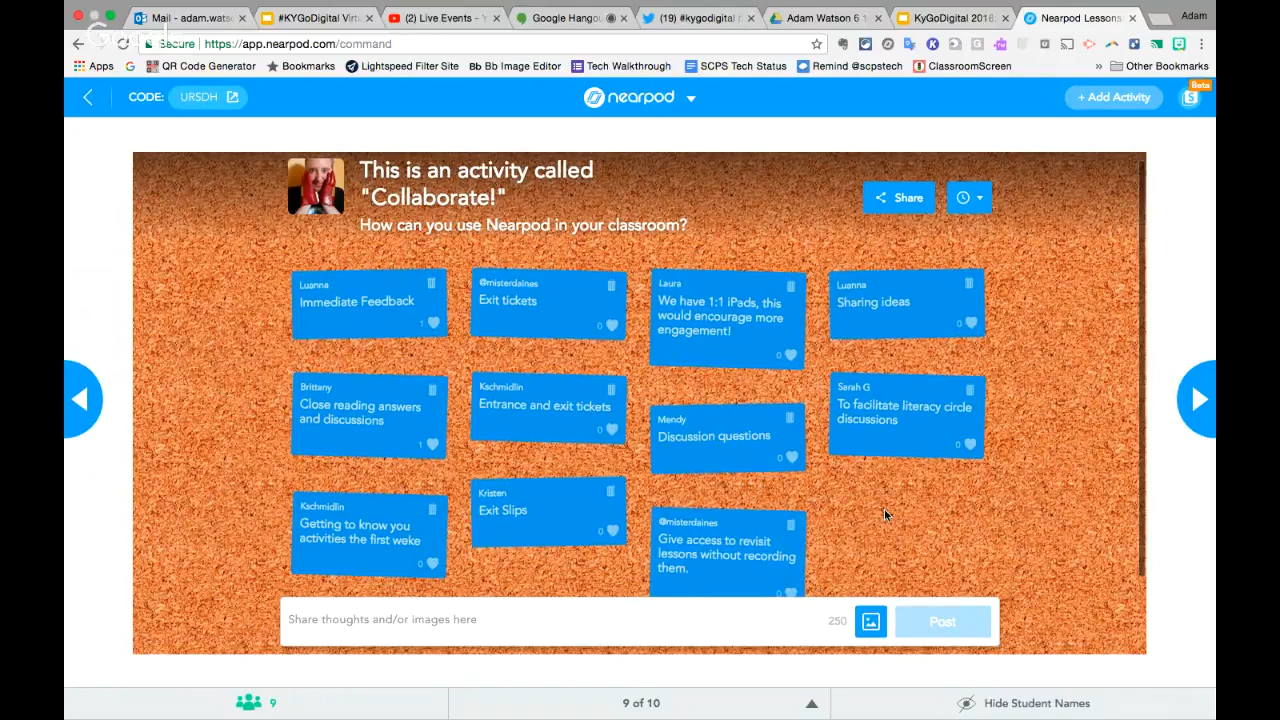 Mail - adam.wats
#KYGoDigital Virtu
(2) Live Events - Y
Google Hangou
(19) #kygodigital
Adam Watson 6 1
KyGoDigital 2018:
Nearpod Lessons
Adam
Secure
https://app.nearpod.com/command
Apps
QR Code Generator
Bookmarks
Lightspeed Filter Site
Bb Bb Image Editor
Tech Walkthrough
SCPS Tech Status
Remind @scpstech
ClassroomScreen
»
Other Bookmarks
CODE:
URSDH
nearpod
+ Add Activity
Beta
S
This is an activity called
"Collaborate!"
How can you use Nearpod in your classroom?
Share
Luanna
Immediate Feedback
1
@misterdaines
Exit tickets
0
Laura
We have 1:1 iPads, this
would encourage more
engagement!
0
Luanna
Sharing ideas
0
Brittany
Close reading answers
and discussions
1
Kschmidlin
Entrance and exit tickets
0
Mendy
Discussion questions
0
Sarah G
To facilitate literacy circle
discussions
0
Kschmidlin
Getting to know you
activities the first weke
0
Kristen
Exit Slips
0
@misterdaines
Give access to revisit
lessons without recording
them.
0
Share thoughts and/or images here
250
Post
9
9 of 10
Hide Student Names